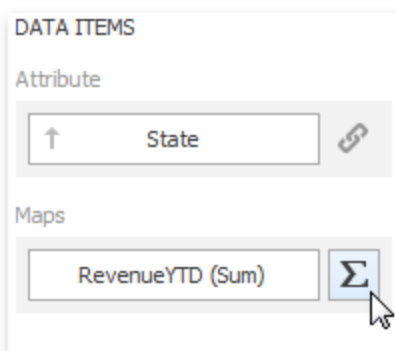 DATA ITEMS
Attribute
State
Maps
RevenueYTD (Sum) Σ